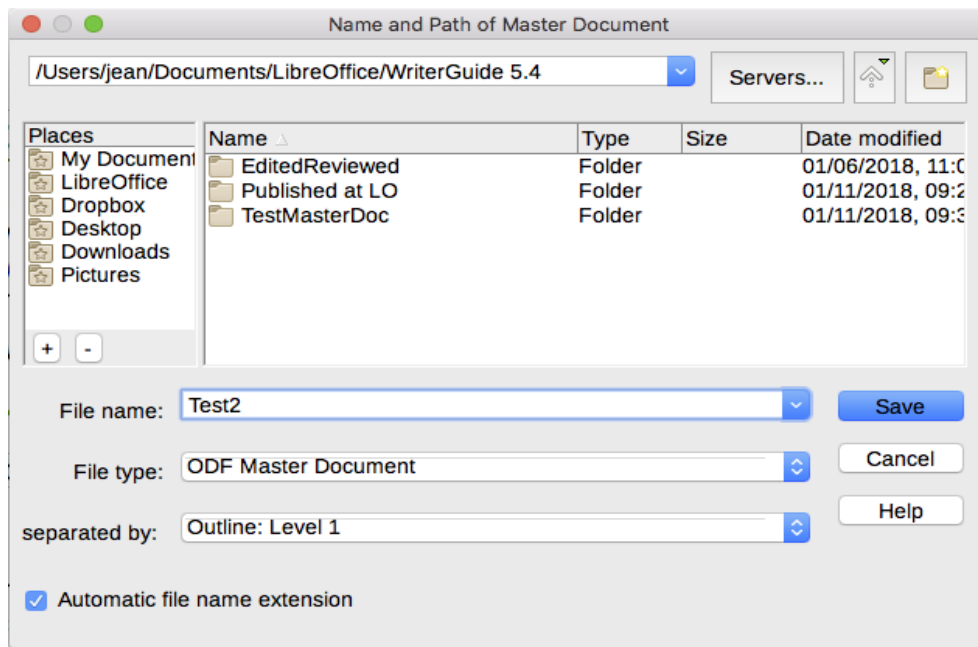 Name and Path of Master Document
/Users/jean/Documents/LibreOffice/WriterGuide 5.4
Servers...
Places
My Document
LibreOffice
Dropbox
Desktop
Downloads
Pictures
+ -
Name Type Size Date modified
EditedReviewed Folder 01/06/2018, 11:0
Published at LO Folder 01/11/2018, 09:2
TestMasterDoc Folder 01/11/2018, 09:3
File name: Test2 Save
File type: ODF Master Document Cancel
separated by: Outline: Level 1 Help
Automatic file name extension